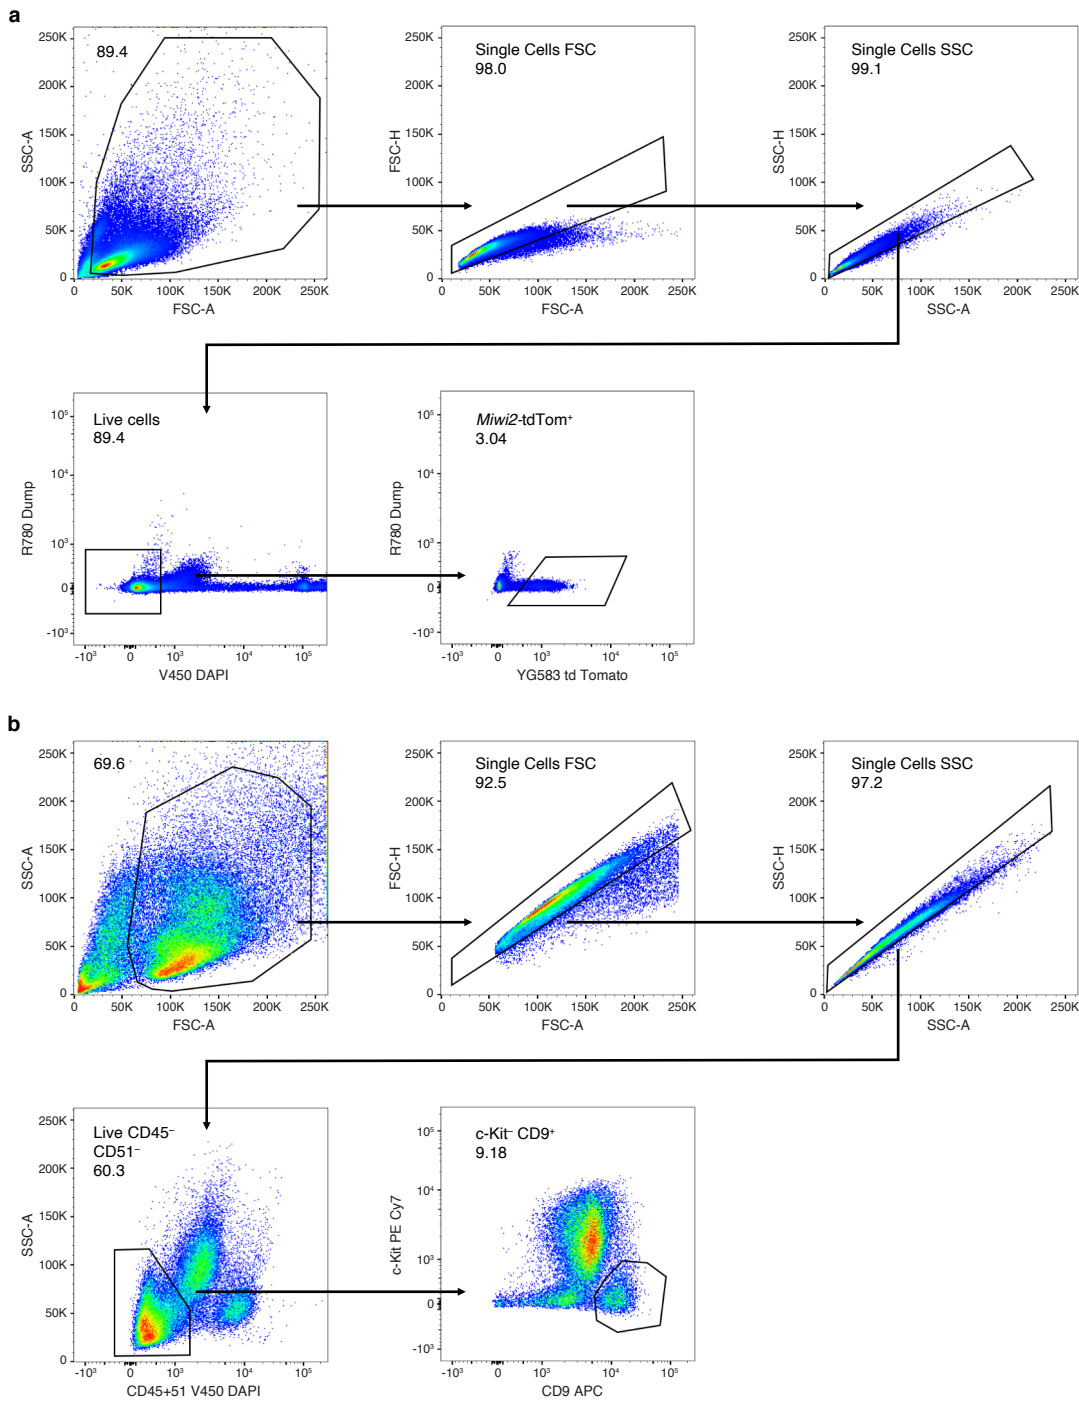 a
89.4
250K
200K
150K
100K
50K
0
SSC-A
0 50K 100K 150K 200K 250K
FSC-A
Single Cells FSC
98.0
250K
200K
150K
100K
50K
0
FSC-H
0 50K 100K 150K 200K 250K
FSC-A
Single Cells SSC
99.1
250K
200K
150K
100K
50K
0
SSC-H
0 50K 100K 150K 200K 250K
SSC-A
Live cells
89.4
10⁵
10⁴
10³
0
-10³
R780 Dump
-10³ 0 10³ 10⁴ 10⁵
V450 DAPI
Miwi2-tdTom⁺
3.04
10⁵
10⁴
10³
0
-10³
R780 Dump
-10³ 0 10³ 10⁴ 10⁵
YG583 td Tomato
b
69.6
250K
200K
150K
100K
50K
0
SSC-A
0 50K 100K 150K 200K 250K
FSC-A
Single Cells FSC
92.5
250K
200K
150K
100K
50K
0
FSC-H
0 50K 100K 150K 200K 250K
FSC-A
Single Cells SSC
97.2
250K
200K
150K
100K
50K
0
SSC-H
0 50K 100K 150K 200K 250K
SSC-A
Live CD45⁻
CD51⁻
60.3
250K
200K
150K
100K
50K
0
SSC-A
-10³ 0 10³ 10⁴ 10⁵
CD45+51 V450 DAPI
c-Kit⁻ CD9⁺
9.18
10⁵
10⁴
10³
0
-10³
c-Kit PE Cy7
-10³ 0 10³ 10⁴ 10⁵
CD9 APC